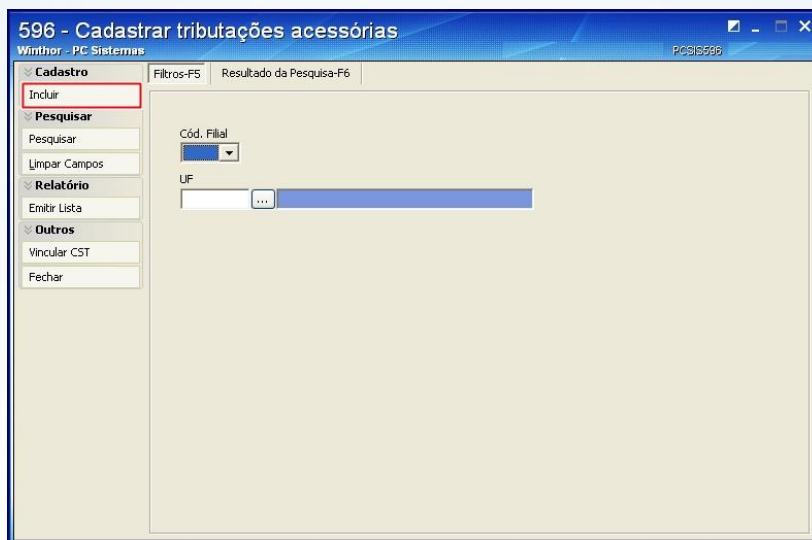 596 - Cadastrar tributações acessórias
Winthor - PC Sistemas
PCSIS596
Cadastro
Incluir
Pesquisar
Pesquisar
Limpar Campos
Relatório
Emitir Lista
Outros
Vincular CST
Fechar
Filtros-F5 Resultado da Pesquisa-F6
Cód. Filial
UF
...